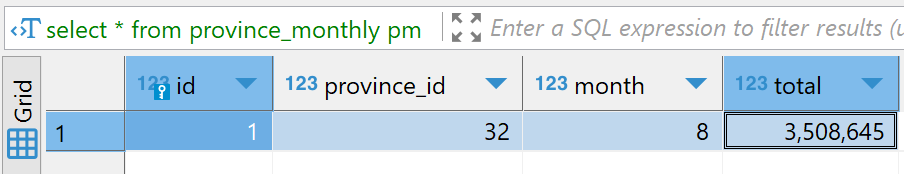 <T select * from province_monthly pm Enter a SQL expression to filter results (u
Grid
123 id 123 province_id 123 month 123 total
1 1 32 8 3,508,645